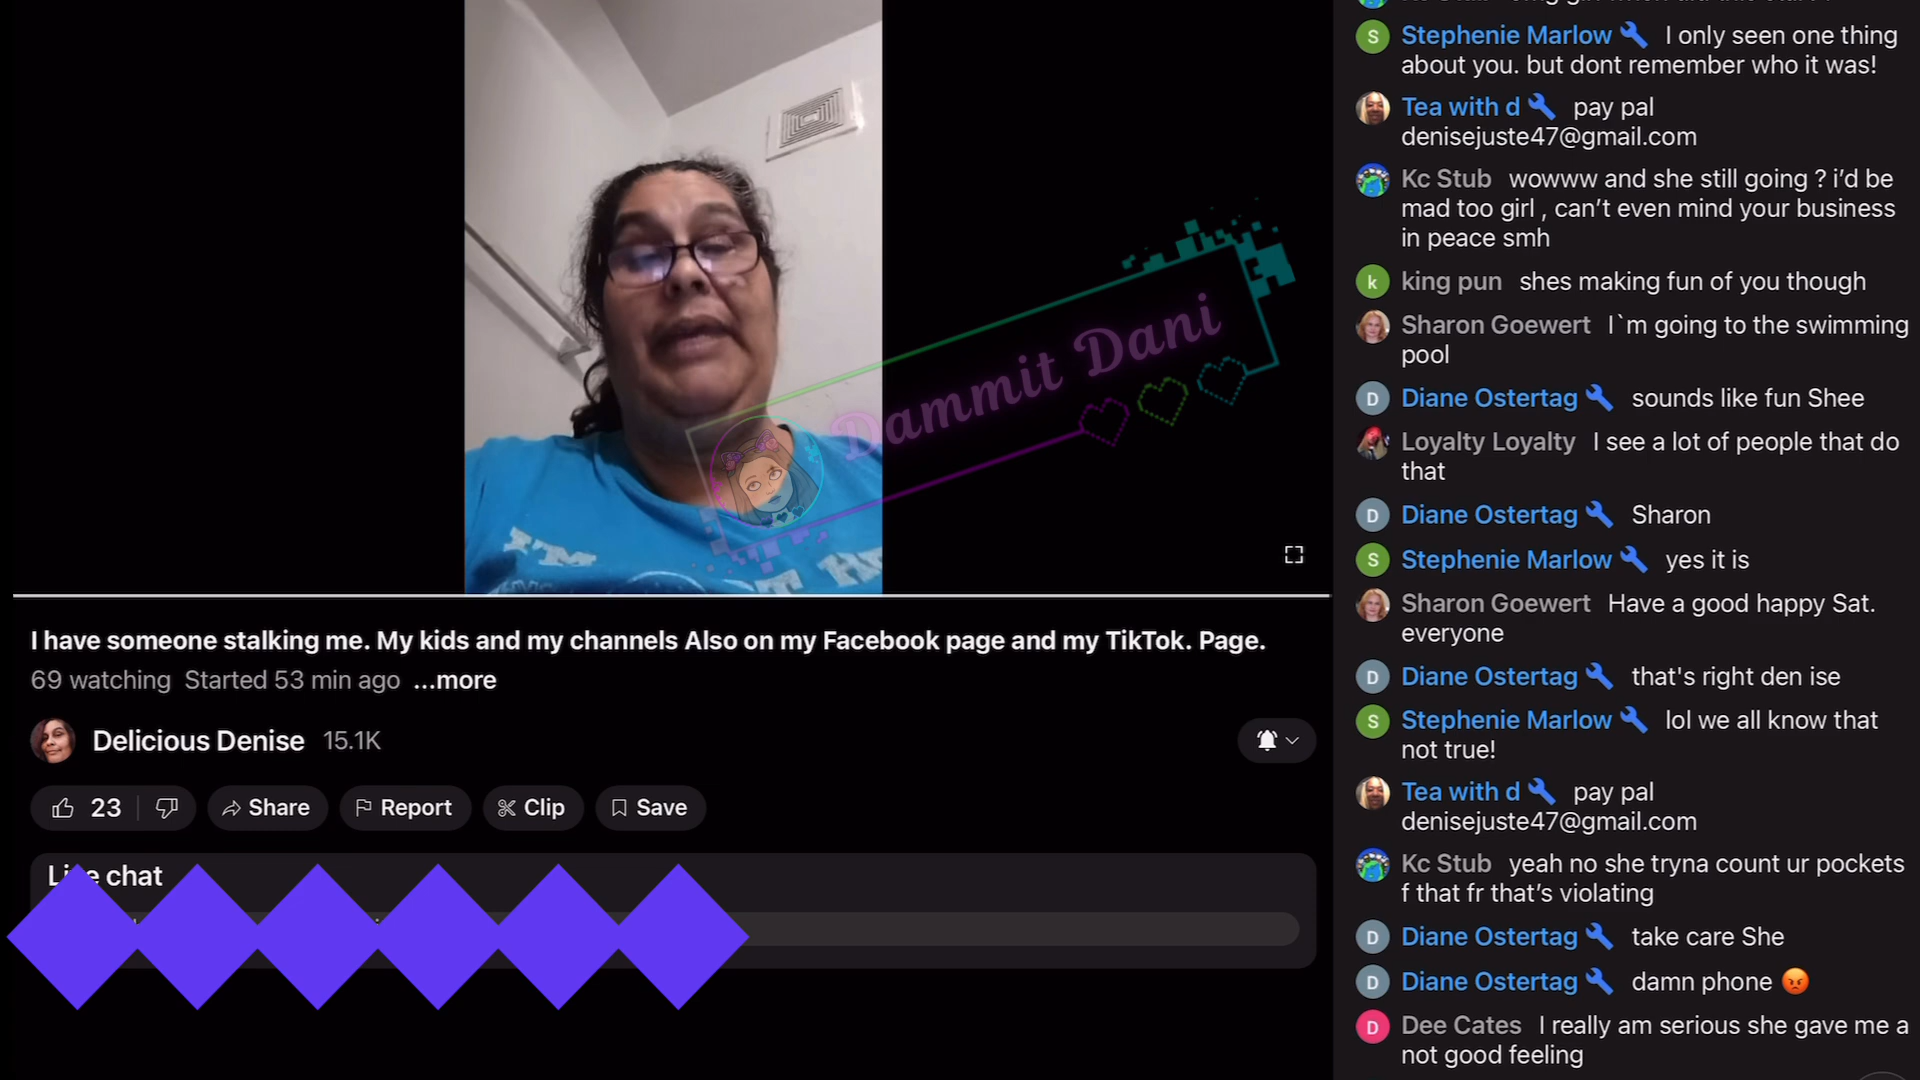 Dammit Dani
I have someone stalking me. My kids and my channels Also on my Facebook page and my TikTok. Page.
69 watching Started 53 min ago ...more
Delicious Denise 15.1K
23
Share
Report
Clip
Save
chat
S
Stephenie Marlow I only seen one thing
about you. but dont remember who it was!
Tea with d pay pal
denisejuste47@gmail.com
Kc Stub wowww and she still going ? i’d be
mad too girl , can’t even mind your business
in peace smh
k
king pun shes making fun of you though
Sharon Goewert I`m going to the swimming
pool
D
Diane Ostertag sounds like fun Shee
Loyalty Loyalty I see a lot of people that do
that
D
Diane Ostertag Sharon
S
Stephenie Marlow yes it is
Sharon Goewert Have a good happy Sat.
everyone
D
Diane Ostertag that's right den ise
S
Stephenie Marlow lol we all know that
not true!
Tea with d pay pal
denisejuste47@gmail.com
Kc Stub yeah no she tryna count ur pockets
f that fr that’s violating
D
Diane Ostertag take care She
D
Diane Ostertag damn phone 😡
D
Dee Cates I really am serious she gave me a
not good feeling
I'M